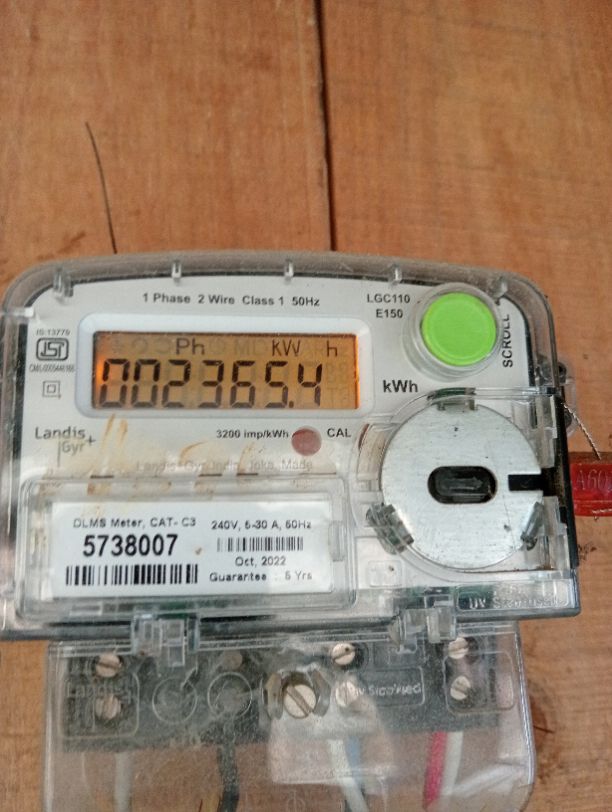 1 Phase 2 Wire Class 1 50Hz
LGC110
E150
SCROLL
IS:13779
ISI
Ph KW h
002365.4
kWh
Landis+
Gyr
3200 imp/kWh
CAL
DLMS Meter, CAT- C3
5738007
240V, 5-30 A, 50Hz
Oct, 2022
Guarantee : 5 Yrs